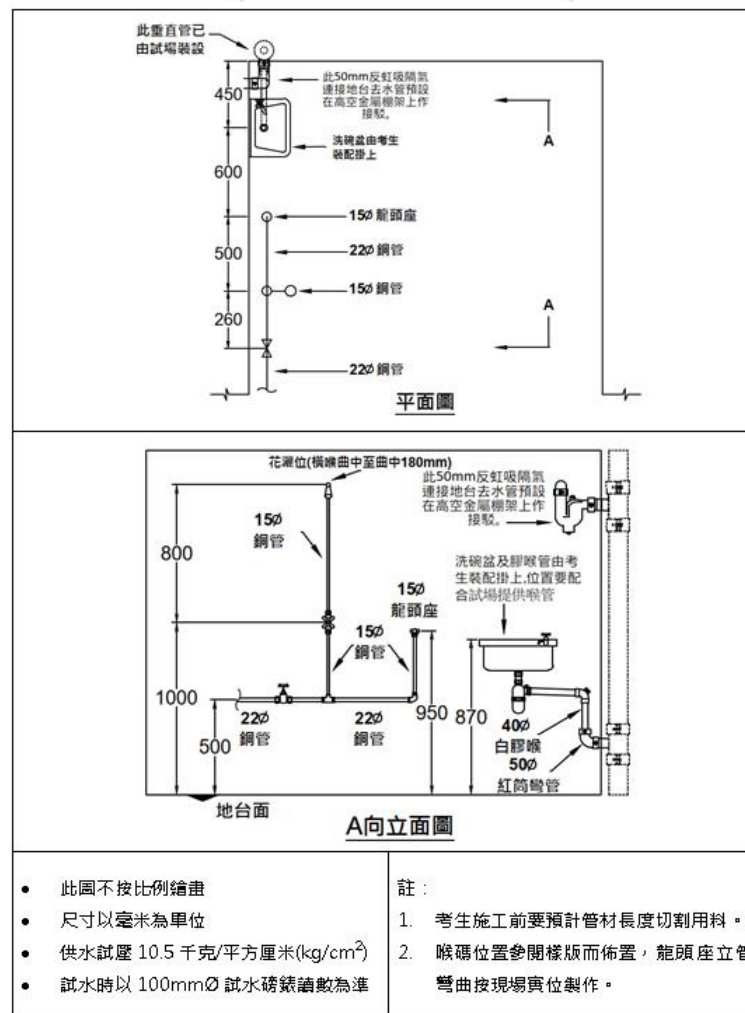 此垂直管已
由試場裝設
此50mm反虹吸隔氣
連接地台去水管預設
在高空金屬棚架上作
接駁。
450
A
洗碗盆由考生
裝配掛上
600
15Ø 龍頭座
500
22Ø 銅管
15Ø 銅管
260
A
22Ø 銅管
平面圖
花灑位(橫喉曲中至曲中180mm)
此50mm反虹吸隔氣
連接地台去水管預設
在高空金屬棚架上作
接駁。
15Ø
銅管
800
洗碗盆及膠喉管由考
生裝配掛上,位置要配
合試場提供喉管
15Ø
龍頭座
15Ø
銅管
1000
950
870
22Ø
銅管
22Ø
銅管
500
40Ø
白膠喉
50Ø
紅筒彎管
地台面
A向立面圖
• 此圖不按比例繪畫
• 尺寸以毫米為單位
• 供水試壓 10.5 千克/平方厘米(kg/cm²)
• 試水時以 100mmØ 試水磅錶讀數為準
註：
1. 考生施工前要預計管材長度切割用料。
2. 喉碼位置參閱樣版而佈置，龍頭座立管
彎曲按現場實位製作。